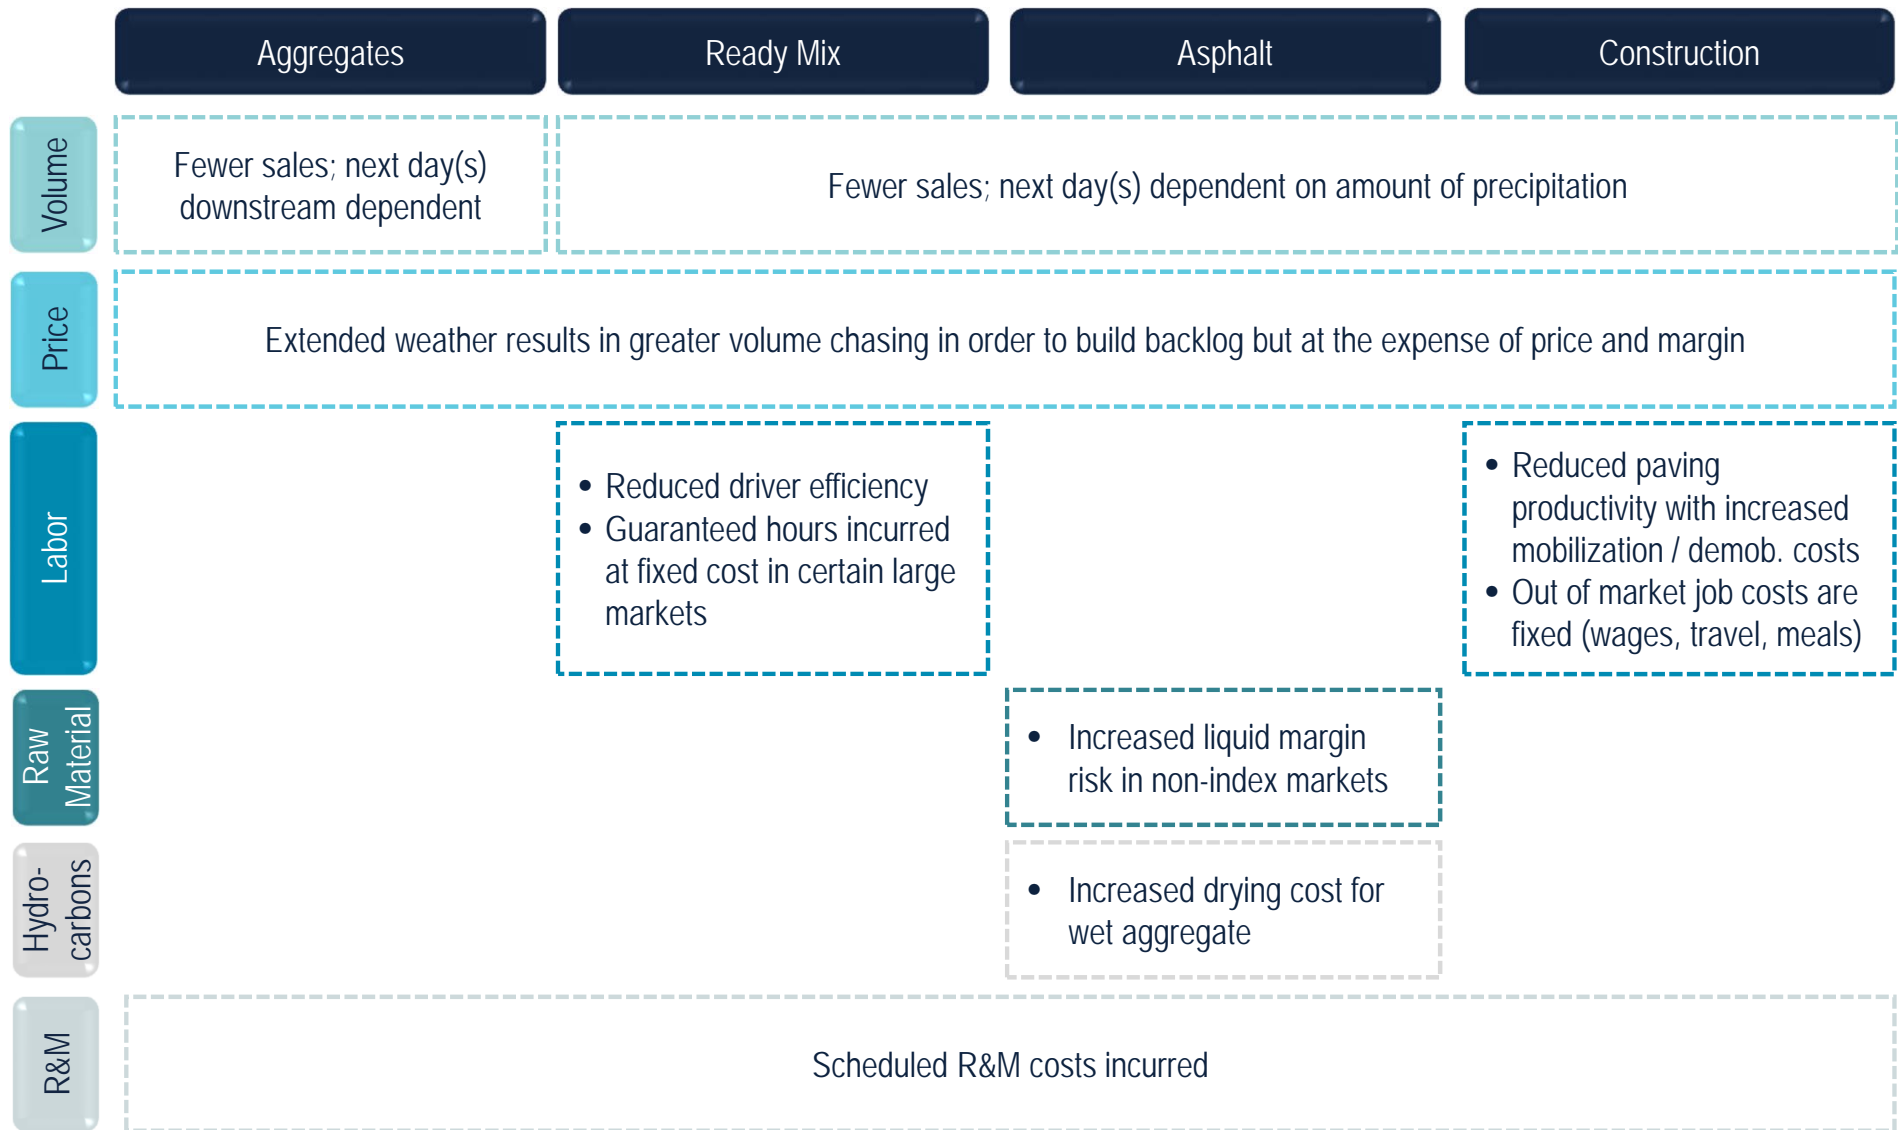 Aggregates
Ready Mix
Asphalt
Construction
Volume
Fewer sales; next day(s)
downstream dependent
Fewer sales; next day(s) dependent on amount of precipitation
Price
Extended weather results in greater volume chasing in order to build backlog but at the expense of price and margin
Labor
• Reduced driver efficiency
• Guaranteed hours incurred
at fixed cost in certain large
markets
• Reduced paving
productivity with increased
mobilization / demob. costs
• Out of market job costs are
fixed (wages, travel, meals)
Raw
Material
• Increased liquid margin
risk in non-index markets
Hydro-
carbons
• Increased drying cost for
wet aggregate
R&M
Scheduled R&M costs incurred